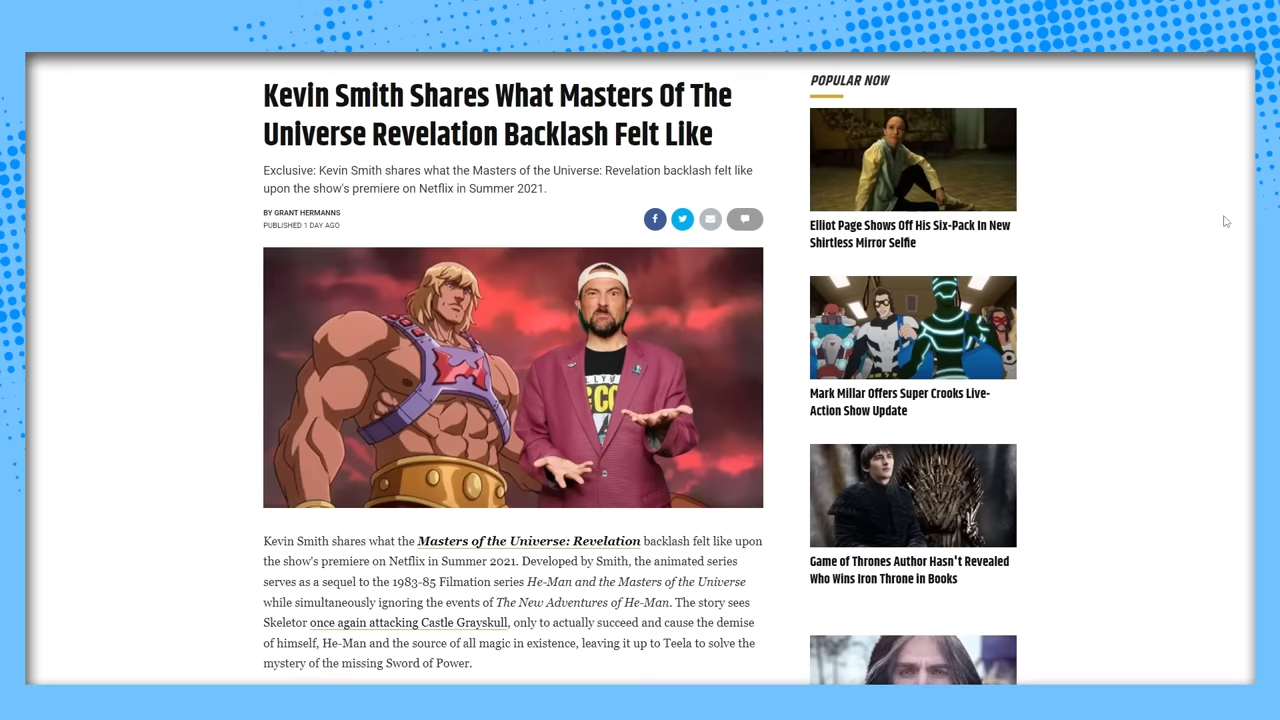 Kevin Smith Shares What Masters Of The
Universe Revelation Backlash Felt Like
Exclusive: Kevin Smith shares what the Masters of the Universe: Revelation backlash felt like
upon the show's premiere on Netflix in Summer 2021.
BY GRANT HERMANNS
PUBLISHED 1 DAY AGO
Kevin Smith shares what the Masters of the Universe: Revelation backlash felt like upon
the show's premiere on Netflix in Summer 2021. Developed by Smith, the animated series
serves as a sequel to the 1983-85 Filmation series He-Man and the Masters of the Universe
while simultaneously ignoring the events of The New Adventures of He-Man. The story sees
Skeletor once again attacking Castle Grayskull, only to actually succeed and cause the demise
of himself, He-Man and the source of all magic in existence, leaving it up to Teela to solve the
mystery of the missing Sword of Power.
POPULAR NOW
Elliot Page Shows Off His Six-Pack In New
Shirtless Mirror Selfie
Mark Millar Offers Super Crooks Live-
Action Show Update
Game of Thrones Author Hasn't Revealed
Who Wins Iron Throne in Books